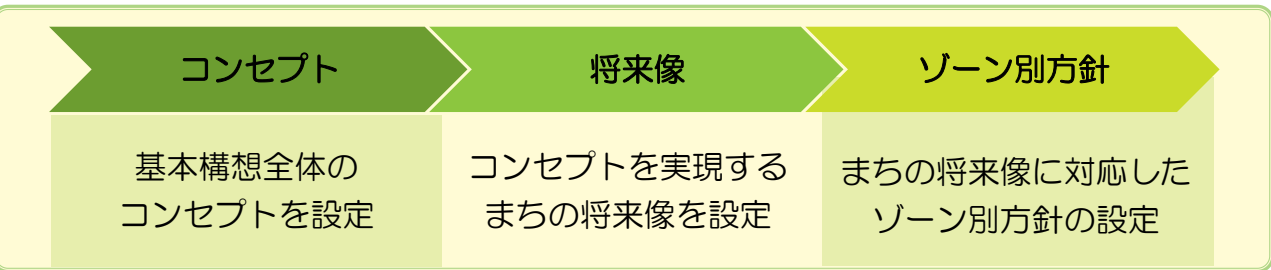 コンセプト
将来像
ゾーン別方針
基本構想全体の
コンセプトを設定
コンセプトを実現する
まちの将来像を設定
まちの将来像に対応した
ゾーン別方針の設定